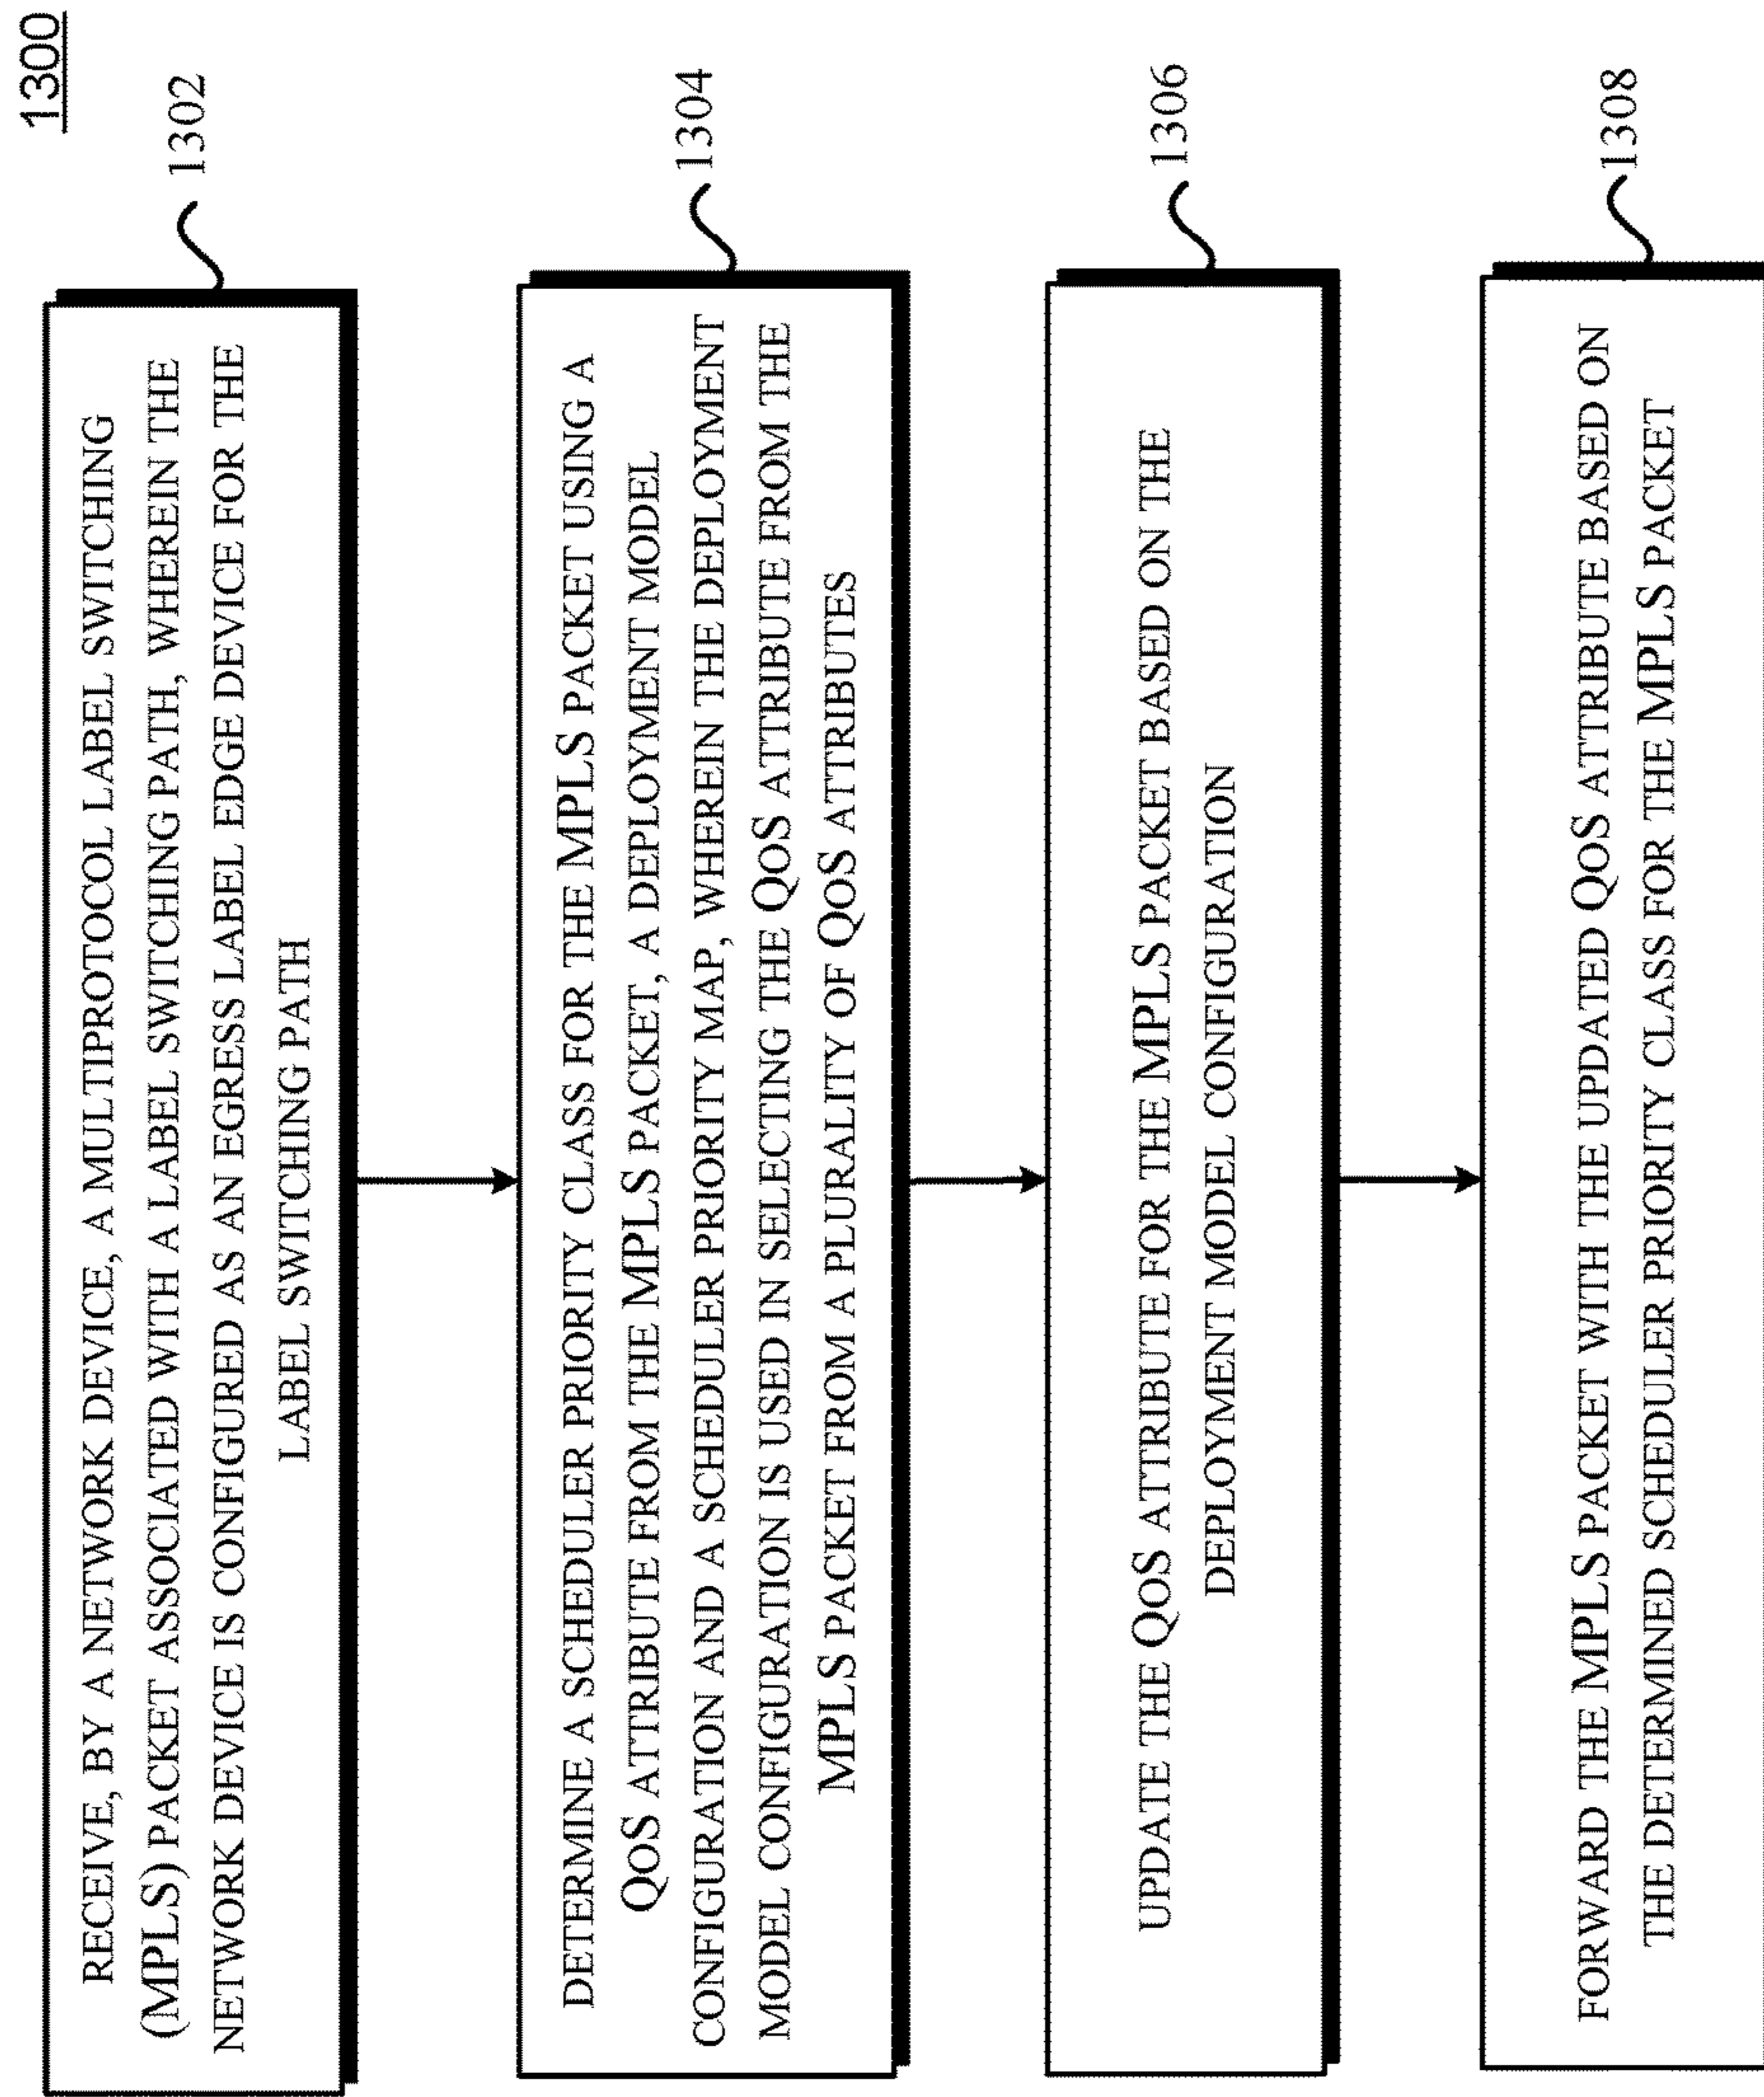 1300
RECEIVE, BY A NETWORK DEVICE, A MULTIPROTOCOL LABEL SWITCHING
(MPLS) PACKET ASSOCIATED WITH A LABEL SWITCHING PATH, WHEREIN THE
NETWORK DEVICE IS CONFIGURED AS AN EGRESS LABEL EDGE DEVICE FOR THE
LABEL SWITCHING PATH
1302
DETERMINE A SCHEDULER PRIORITY CLASS FOR THE MPLS PACKET USING A
QOS ATTRIBUTE FROM THE MPLS PACKET, A DEPLOYMENT MODEL
CONFIGURATION AND A SCHEDULER PRIORITY MAP, WHEREIN THE DEPLOYMENT
MODEL CONFIGURATION IS USED IN SELECTING THE QOS ATTRIBUTE FROM THE
MPLS PACKET FROM A PLURALITY OF QOS ATTRIBUTES
1304
UPDATE THE QOS ATTRIBUTE FOR THE MPLS PACKET BASED ON THE
DEPLOYMENT MODEL CONFIGURATION
1306
FORWARD THE MPLS PACKET WITH THE UPDATED QOS ATTRIBUTE BASED ON
THE DETERMINED SCHEDULER PRIORITY CLASS FOR THE MPLS PACKET
1308